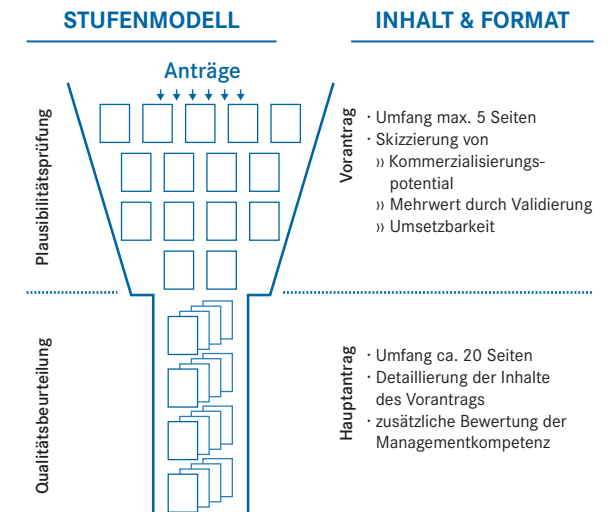 STUFENMODELL
Anträge
Plausibilitätsprüfung
Qualitätsbeurteilung
INHALT & FORMAT
Vorantrag
· Umfang max. 5 Seiten
· Skizzierung von
» Kommerzialisierungs-
potential
» Mehrwert durch Validierung
» Umsetzbarkeit
Hauptantrag
· Umfang ca. 20 Seiten
· Detaillierung der Inhalte
des Vorantrags
· zusätzliche Bewertung der
Managementkompetenz